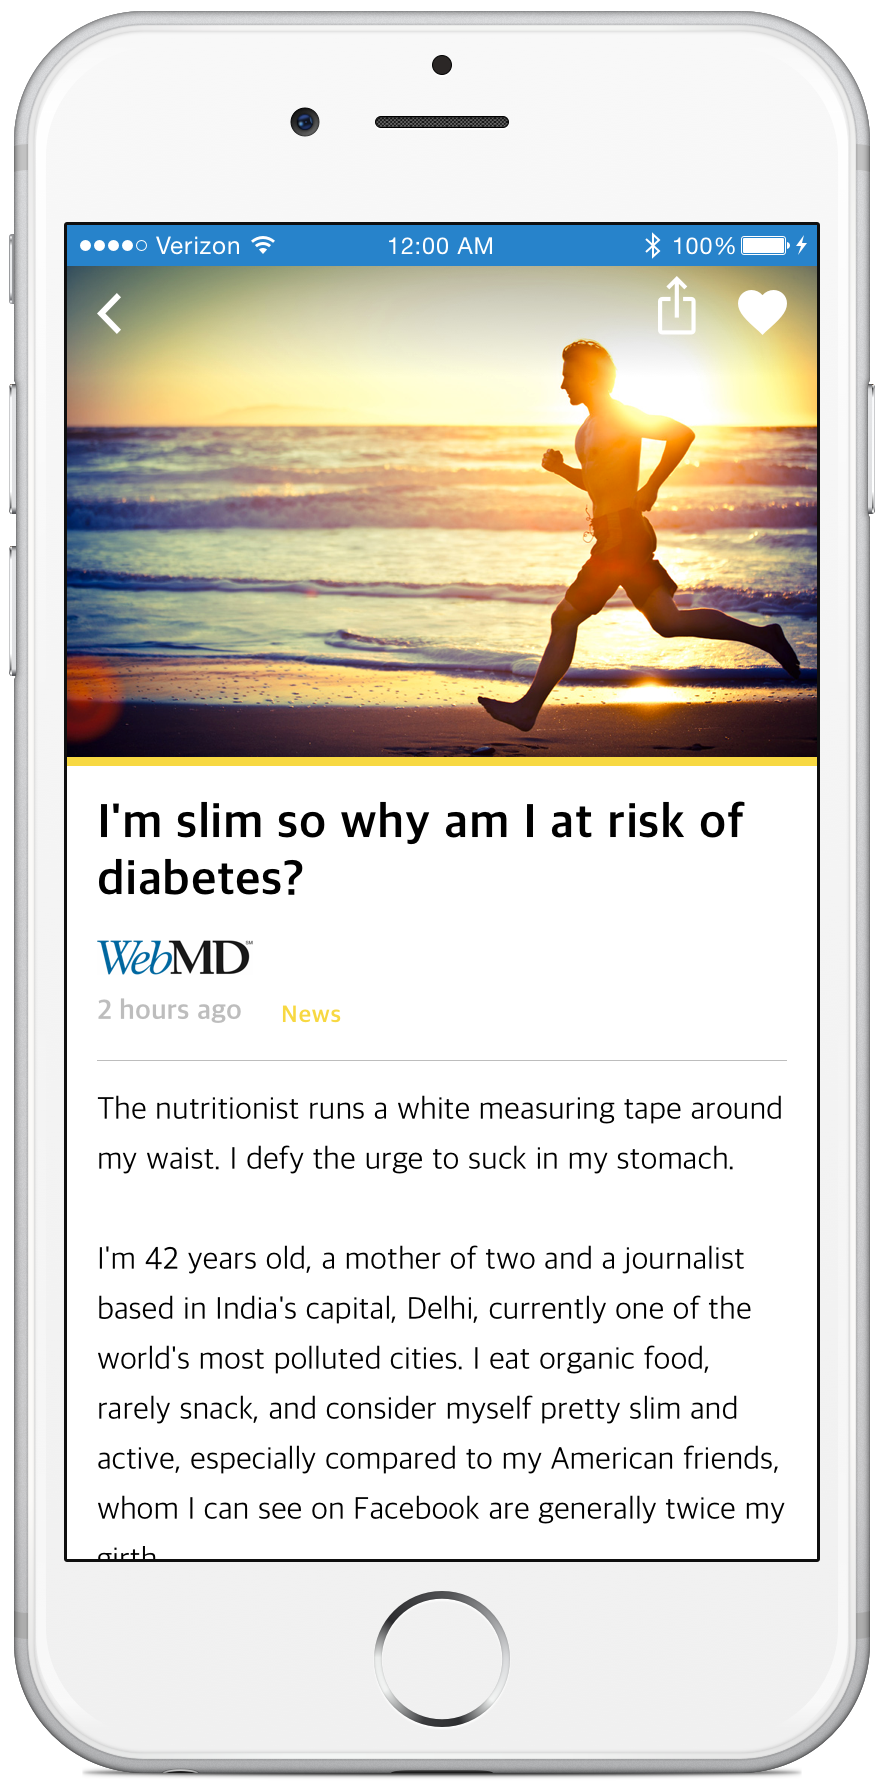 Verizon 12:00 AM 100%
I'm slim so why am I at risk of
diabetes?
WebMD℠
2 hours ago News
The nutritionist runs a white measuring tape around
my waist. I defy the urge to suck in my stomach.
I'm 42 years old, a mother of two and a journalist
based in India's capital, Delhi, currently one of the
world's most polluted cities. I eat organic food,
rarely snack, and consider myself pretty slim and
active, especially compared to my American friends,
whom I can see on Facebook are generally twice my
girth